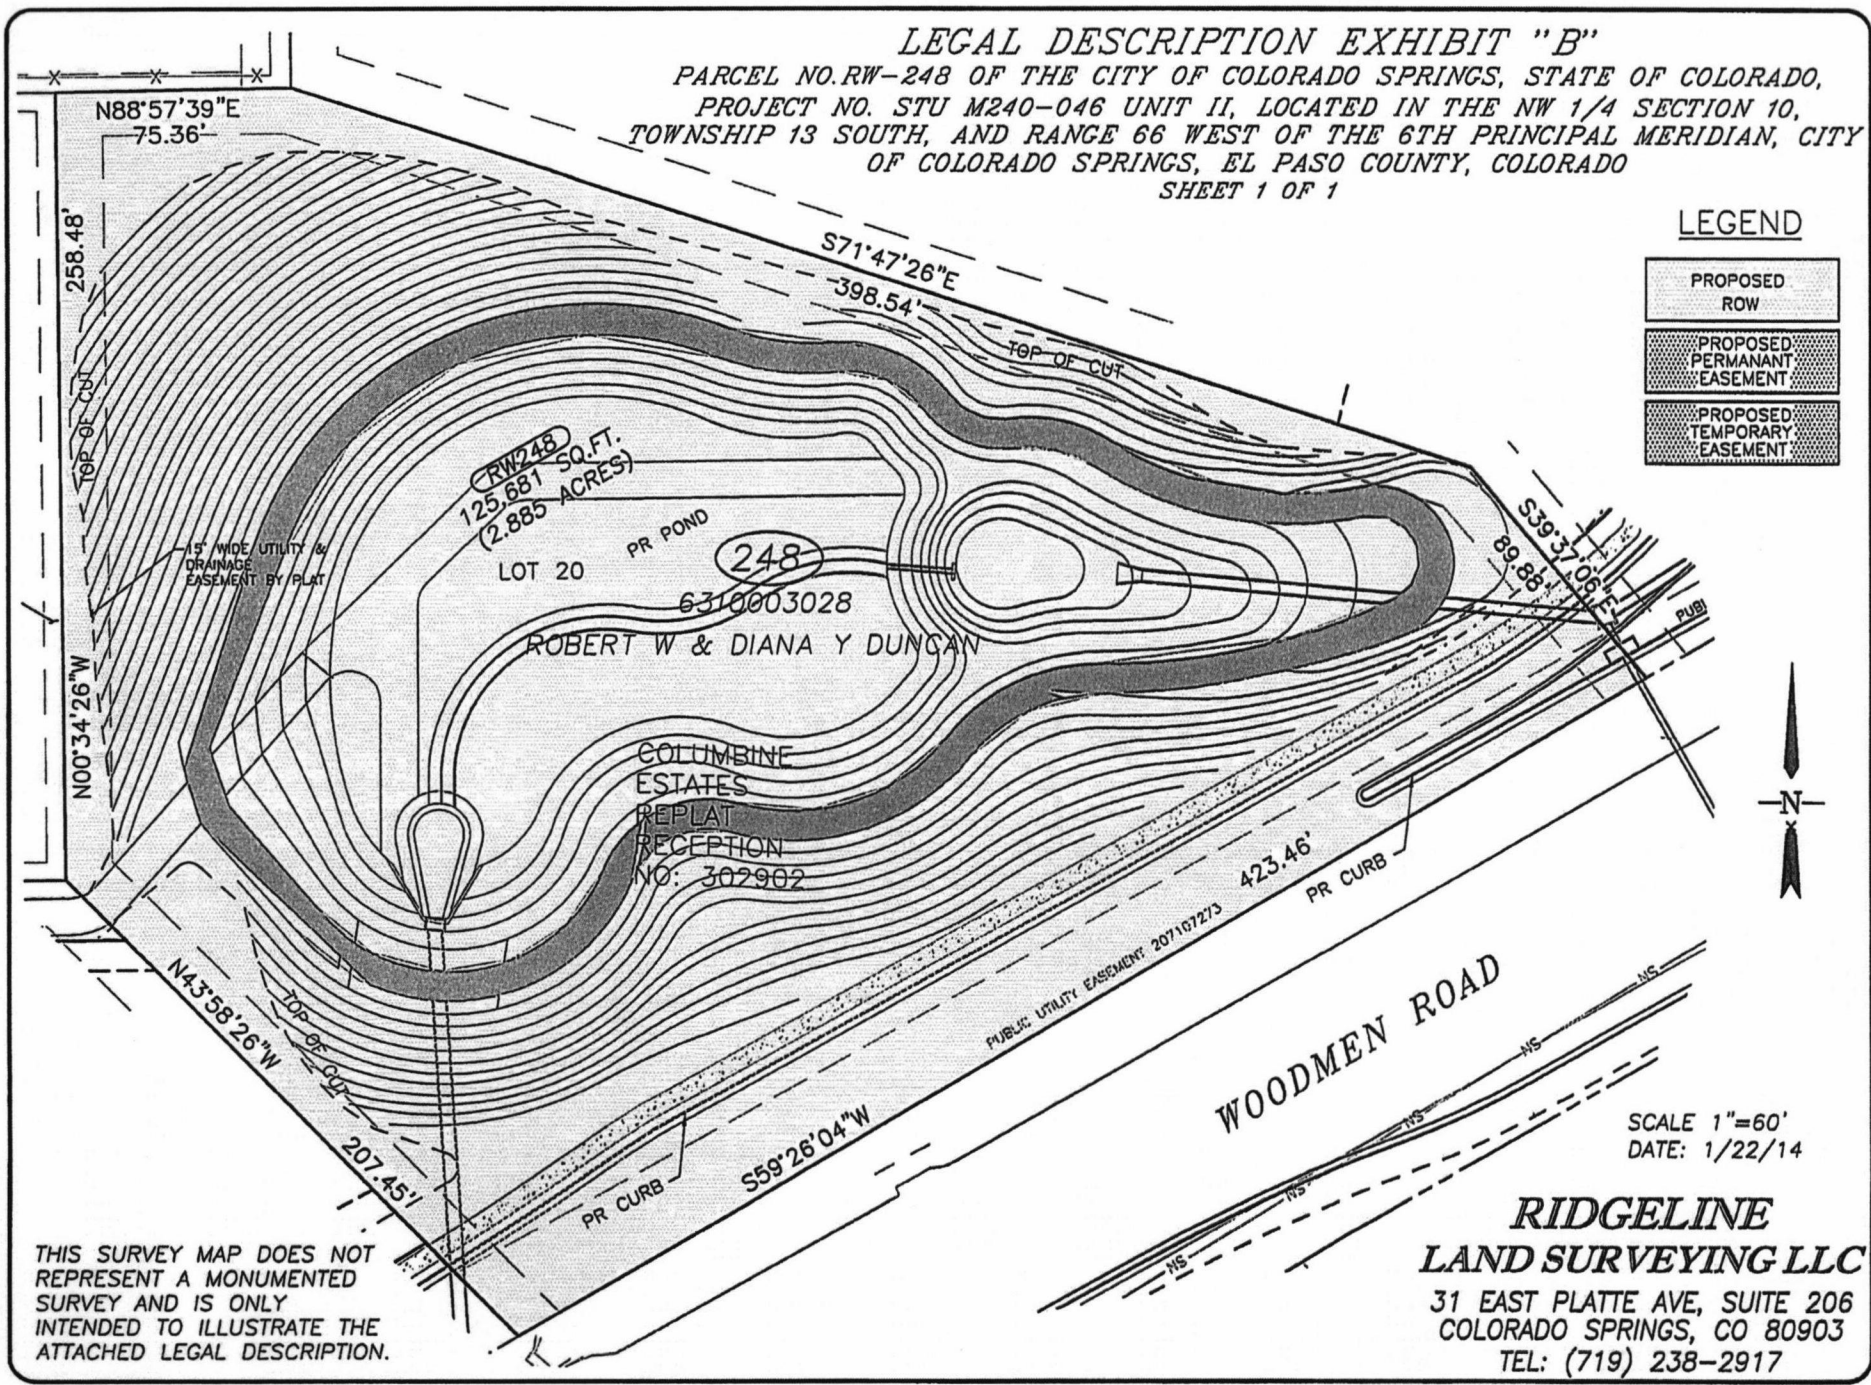 LEGAL DESCRIPTION EXHIBIT "B"
PARCEL NO.RW-248 OF THE CITY OF COLORADO SPRINGS, STATE OF COLORADO,
PROJECT NO. STU M240-046 UNIT II, LOCATED IN THE NW 1/4 SECTION 10,
TOWNSHIP 13 SOUTH, AND RANGE 66 WEST OF THE 6TH PRINCIPAL MERIDIAN, CITY
OF COLORADO SPRINGS, EL PASO COUNTY, COLORADO
SHEET 1 OF 1
LEGEND
PROPOSED
ROW
PROPOSED
PERMANANT
EASEMENT
PROPOSED
TEMPORARY
EASEMENT
N88°57'39"E
75.36'
258.48'
N00°34'26"W
TOP OF CUT
S71°47'26"E
398.54'
TOP OF CUT
S39°37'06"E
89.88'
RW248
125,681 SQ.FT.
(2.885 ACRES)
PR POND
LOT 20
248
6310003028
ROBERT W & DIANA Y DUNCAN
15' WIDE UTILITY &
DRAINAGE
EASEMENT BY PLAT
COLUMBINE
ESTATES
REPLAT
RECEPTION
NO: 302902
PUBL
N
423.46'
PR CURB
PUBLIC UTILITY EASEMENT 207107273
WOODMEN ROAD
N43°58'26"W
207.45'
TOP OF CUT
S59°26'04"W
PR CURB
NS
NS
NS
NS
NS
SCALE 1"=60'
DATE: 1/22/14
RIDGELINE
LAND SURVEYING LLC
31 EAST PLATTE AVE, SUITE 206
COLORADO SPRINGS, CO 80903
TEL: (719) 238-2917
THIS SURVEY MAP DOES NOT
REPRESENT A MONUMENTED
SURVEY AND IS ONLY
INTENDED TO ILLUSTRATE THE
ATTACHED LEGAL DESCRIPTION.